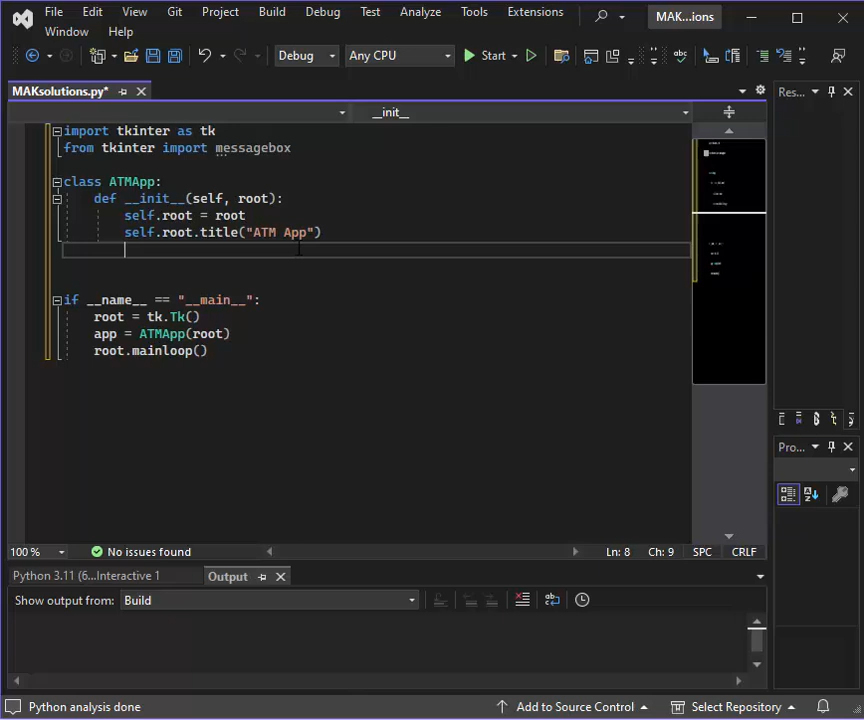 File Edit View Git Project Build Debug Test Analyze Tools Extensions MAK...ions
Window Help
Debug Any CPU Start
MAKsolutions.py* Res...
__init__
import tkinter as tk
from tkinter import messagebox
class ATMApp:
def __init__(self, root):
self.root = root
self.root.title("ATM App")
if __name__ == "__main__":
root = tk.Tk()
app = ATMApp(root)
root.mainloop()
Pro...
100 % No issues found Ln: 8 Ch: 9 SPC CRLF
Python 3.11 (6...Interactive 1 Output
Show output from: Build
Python analysis done Add to Source Control Select Repository